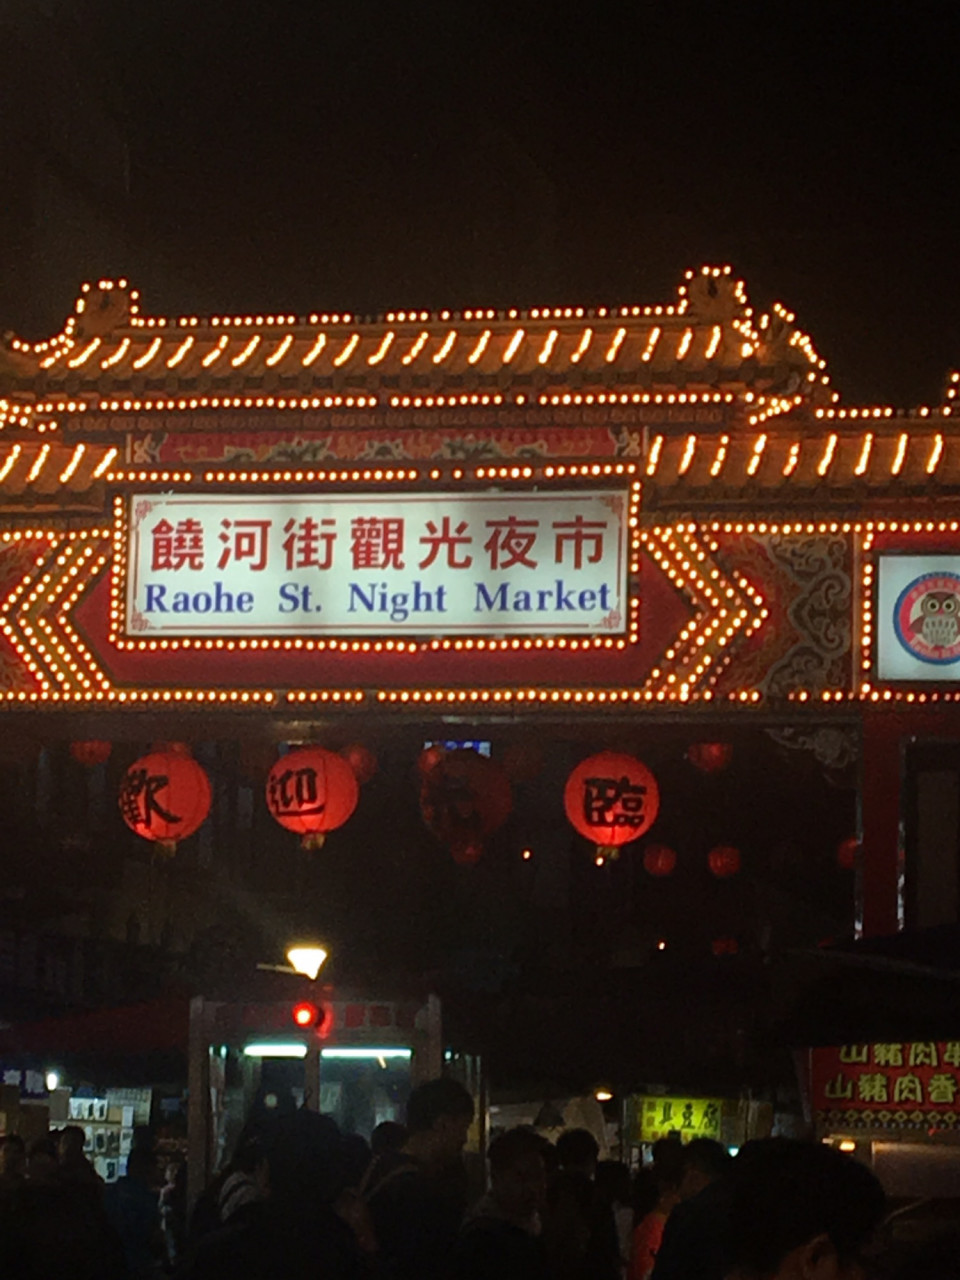 饒河街觀光夜市
Raohe St. Night Market
歡 迎 臨
山豬肉
山豬肉香
臭豆腐